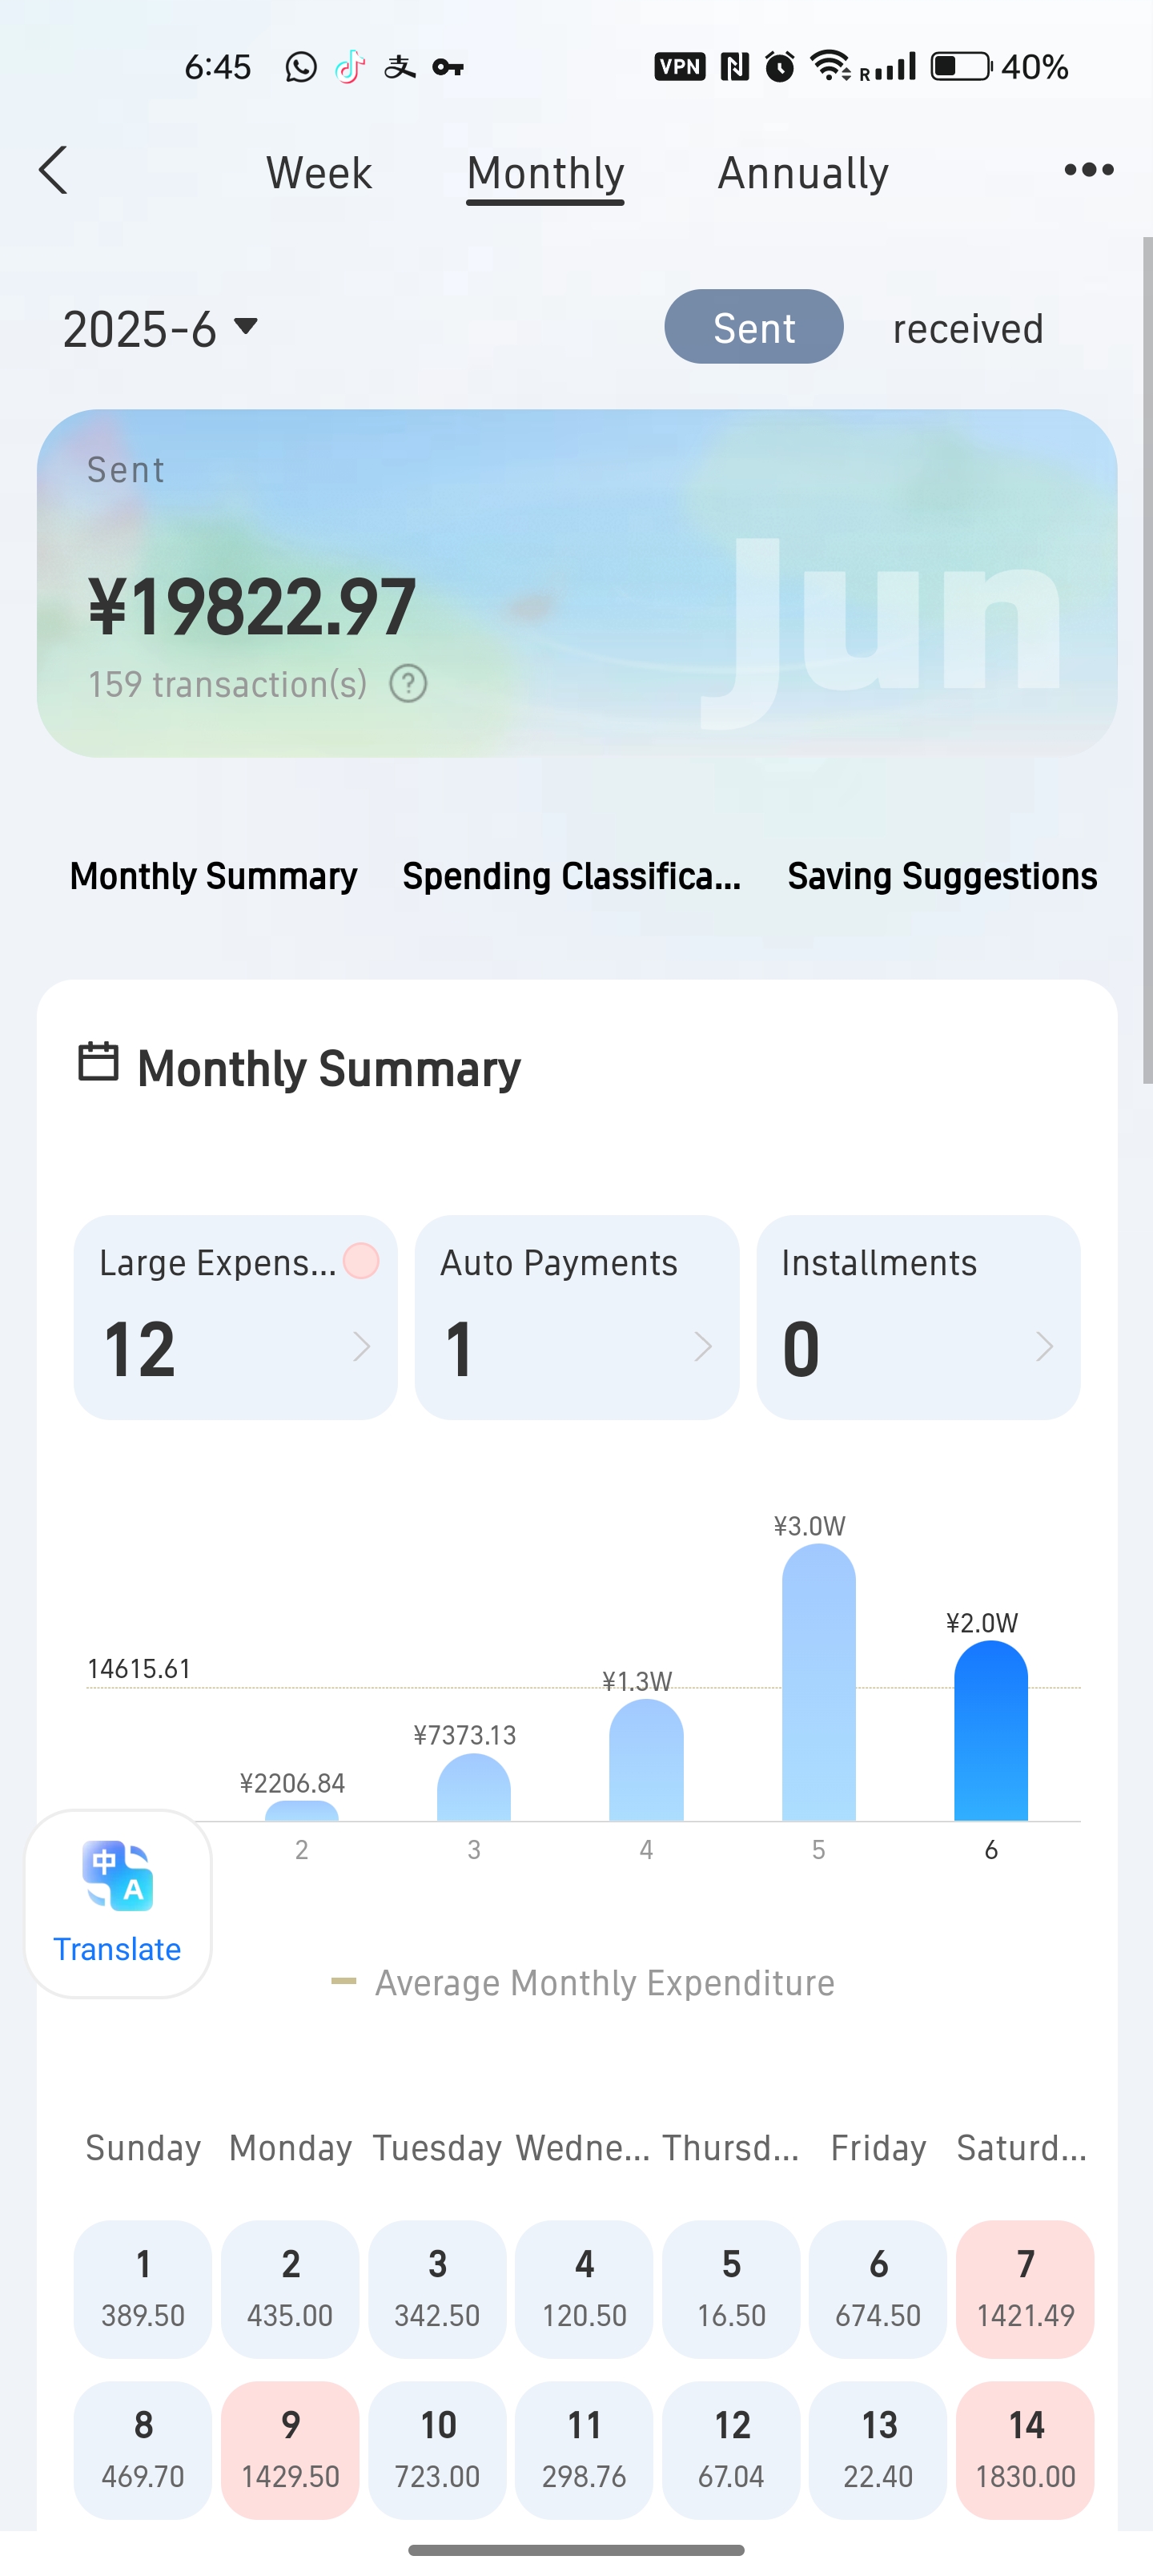 6:45 支 VPN R 40%
Week Monthly Annually
2025-6 Sent received
Sent
¥19822.97
159 transaction(s) ?
Jun
Monthly Summary Spending Classifica... Saving Suggestions
Monthly Summary
Large Expens... Auto Payments Installments
12 1 0
¥3.0W
¥2.0W
14615.61
¥1.3W
¥7373.13
¥2206.84
2 3 4 5 6
中 A
Translate
Average Monthly Expenditure
Sunday Monday Tuesday Wedne... Thursd... Friday Saturd...
1 2 3 4 5 6 7
389.50 435.00 342.50 120.50 16.50 674.50 1421.49
8 9 10 11 12 13 14
469.70 1429.50 723.00 298.76 67.04 22.40 1830.00